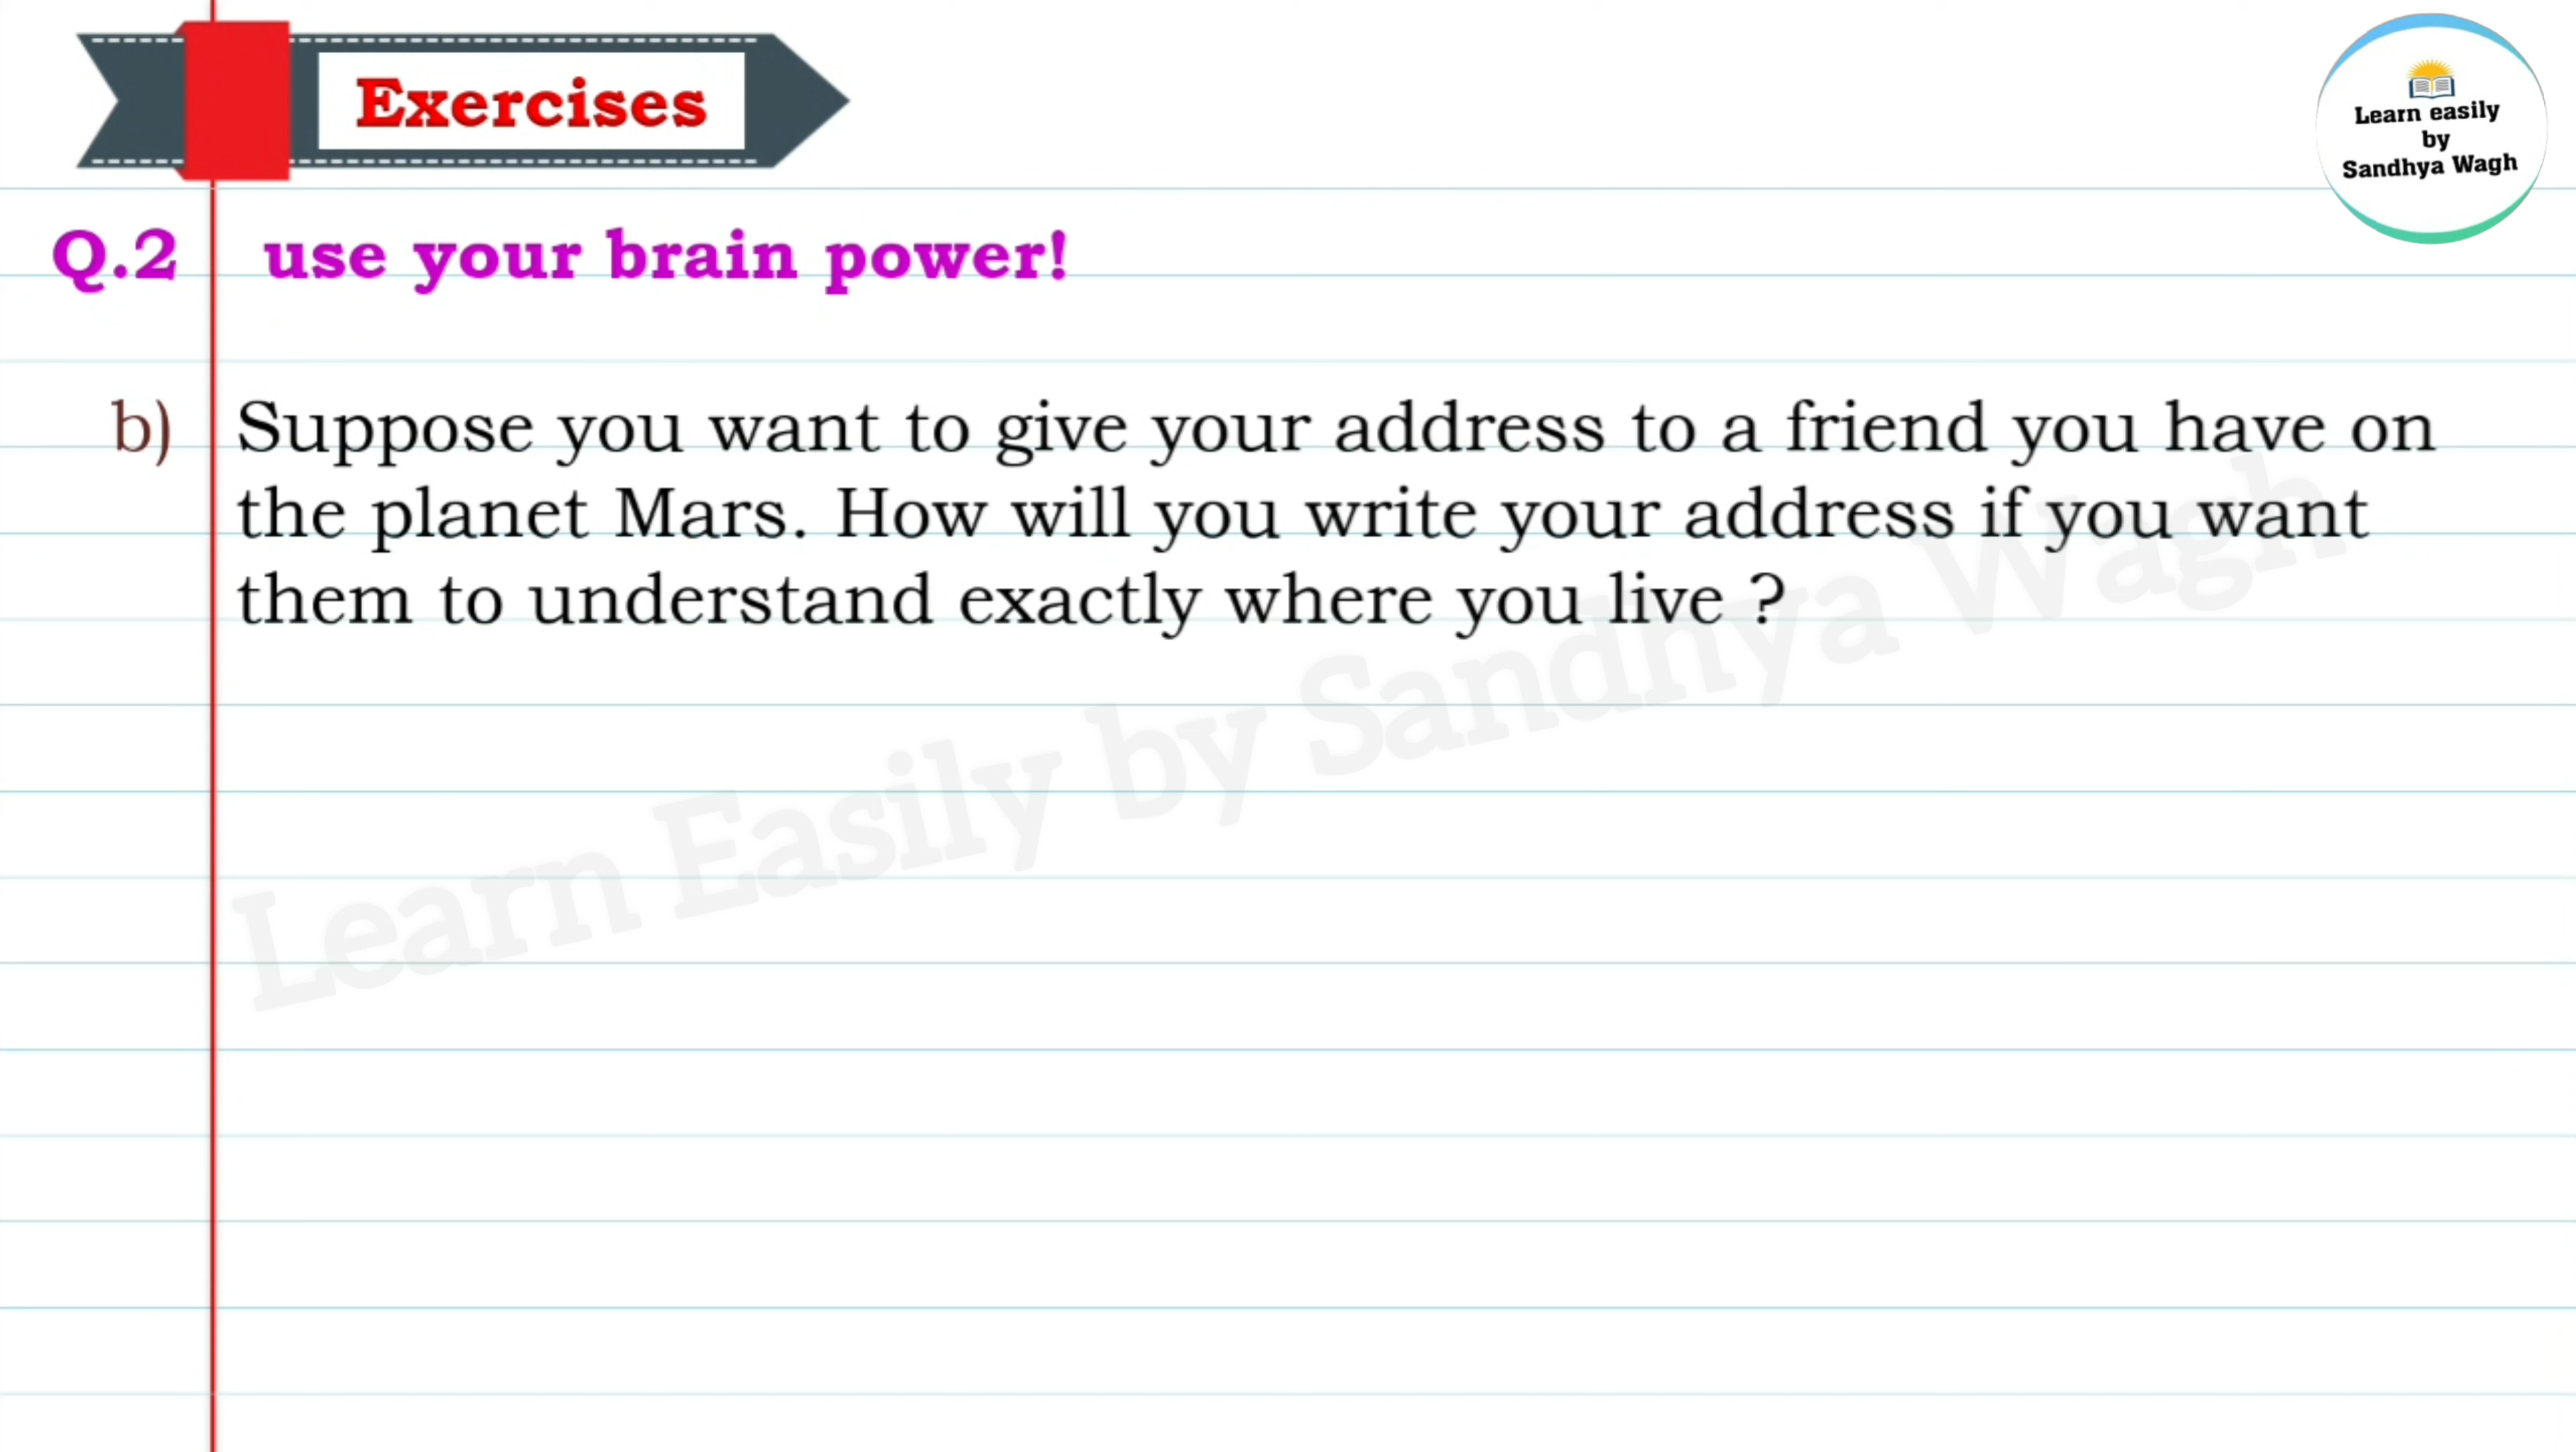 Exercises
Learn easily
by
Sandhya Wagh
Q.2 use your brain power!
b) Suppose you want to give your address to a friend you have on
the planet Mars. How will you write your address if you want
them to understand exactly where you live ?
Learn Easily by Sandhya Wagh